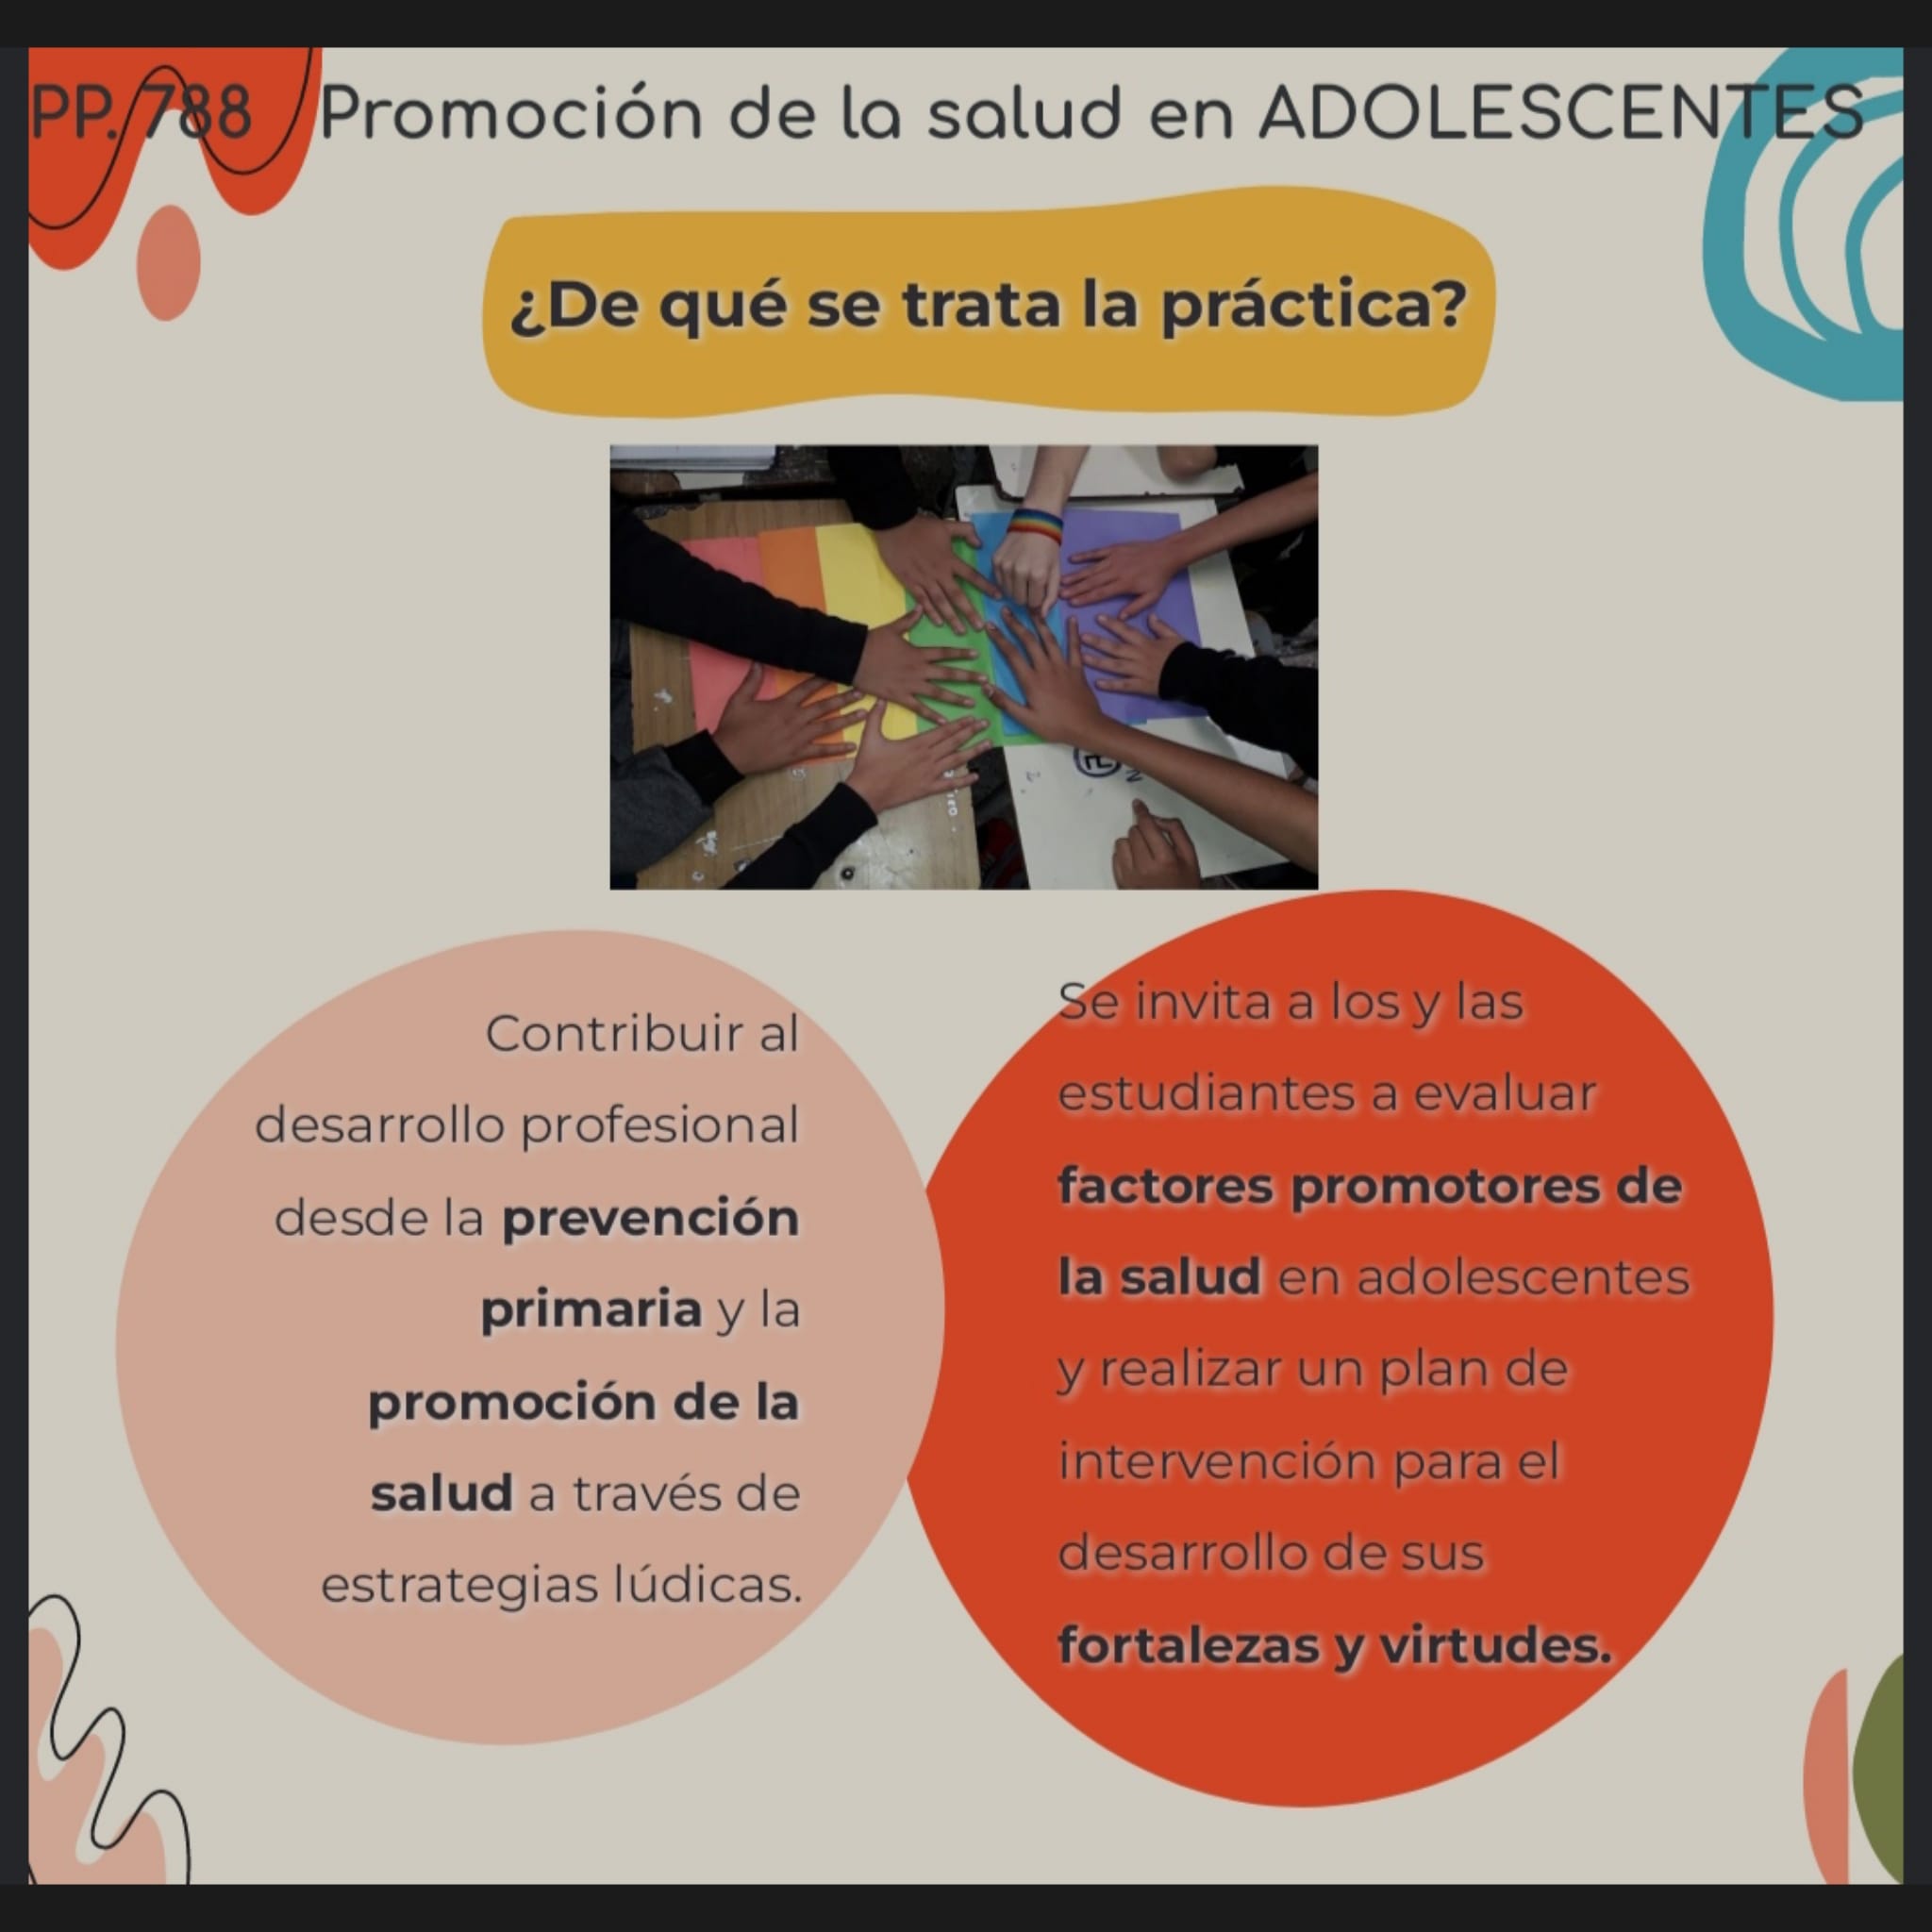 PP. 788 Promoción de la salud en ADOLESCENTES
¿De qué se trata la práctica?
Contribuir al
desarrollo profesional
desde la prevención
primaria y la
promoción de la
salud a través de
estrategias lúdicas.
Se invita a los y las
estudiantes a evaluar
factores promotores de
la salud en adolescentes
y realizar un plan de
intervención para el
desarrollo de sus
fortalezas y virtudes.